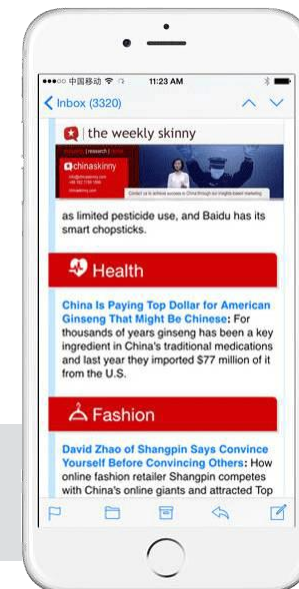 中国移动
11:23 AM
Inbox (3320)
the weekly skinny
| research |
chinaskinny
chinaskinny.com
as limited pesticide use, and Baidu has its
smart chopsticks.
Health
China Is Paying Top Dollar for American
Ginseng That Might Be Chinese: For
thousands of years ginseng has been a key
ingredient in China's traditional medications
and last year they imported $77 million of it
from the U.S.
Fashion
David Zhao of Shangpin Says Convince
Yourself Before Convincing Others: How
online fashion retailer Shangpin competes
with China's online giants and attracted Top